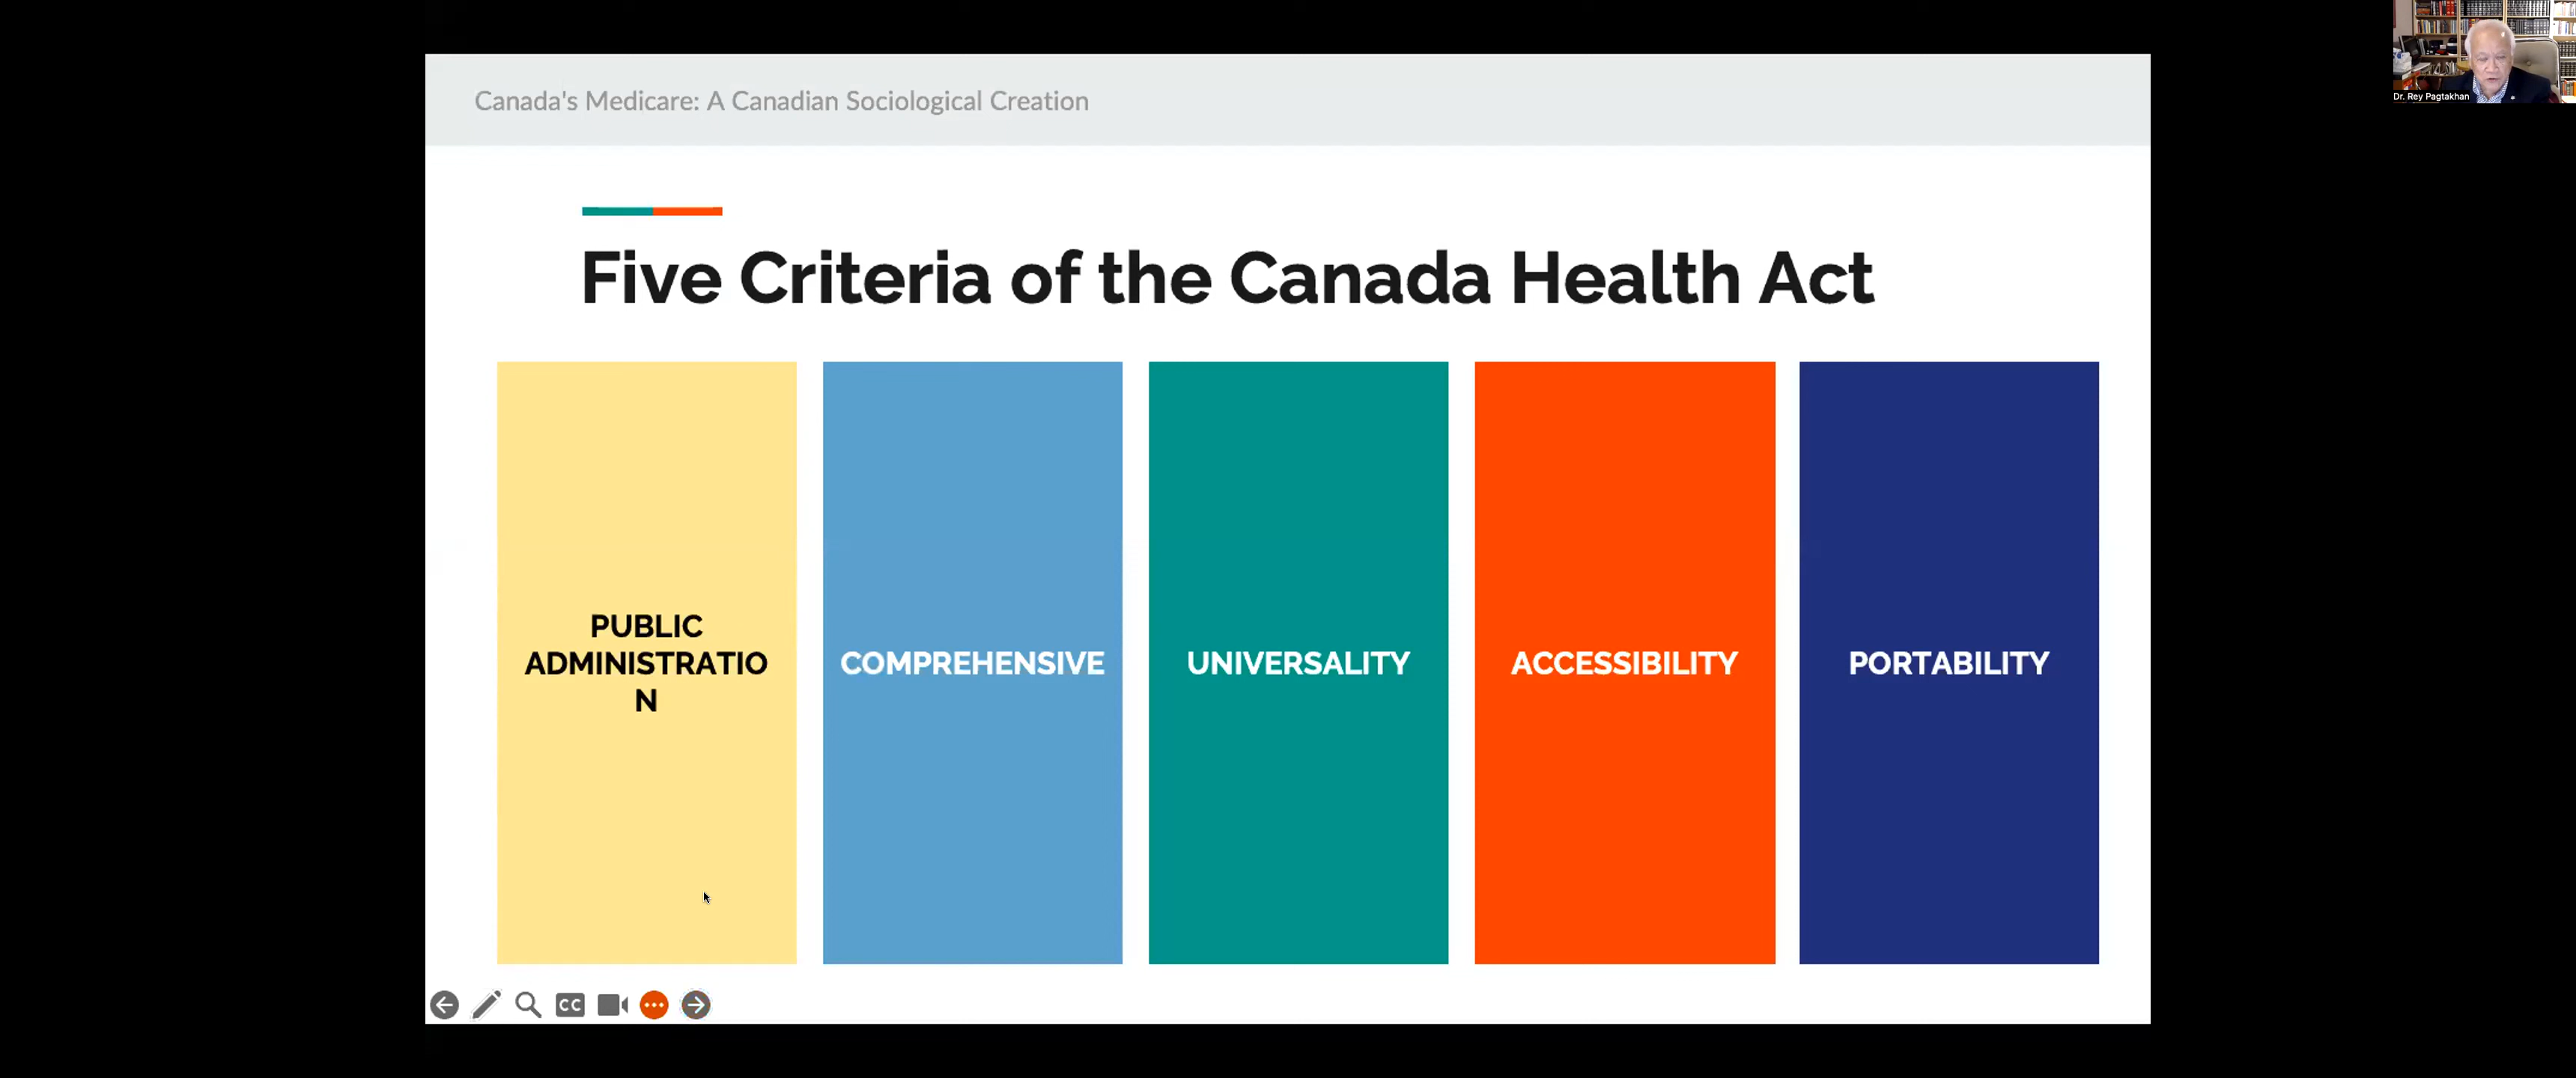 Canada's Medicare: A Canadian Sociological Creation
Dr. Rey Pagtakhan
Five Criteria of the Canada Health Act
PUBLIC
ADMINISTRATIO
N
COMPREHENSIVE
UNIVERSALITY
ACCESSIBILITY
PORTABILITY
CC